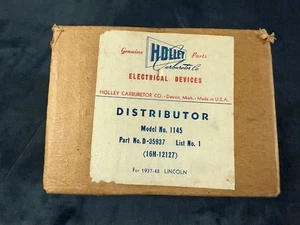 Genuine HOLLEY Parts
Carburetor Co
ELECTRICAL DEVICES
HOLLEY CARBURETOR CO.-Detroit, Mich.-Made in U.S.A.
DISTRIBUTOR
Model No. 1145
Part No. D-35937 List No. 1
(16H-12127)
For 1937-48 LINCOLN